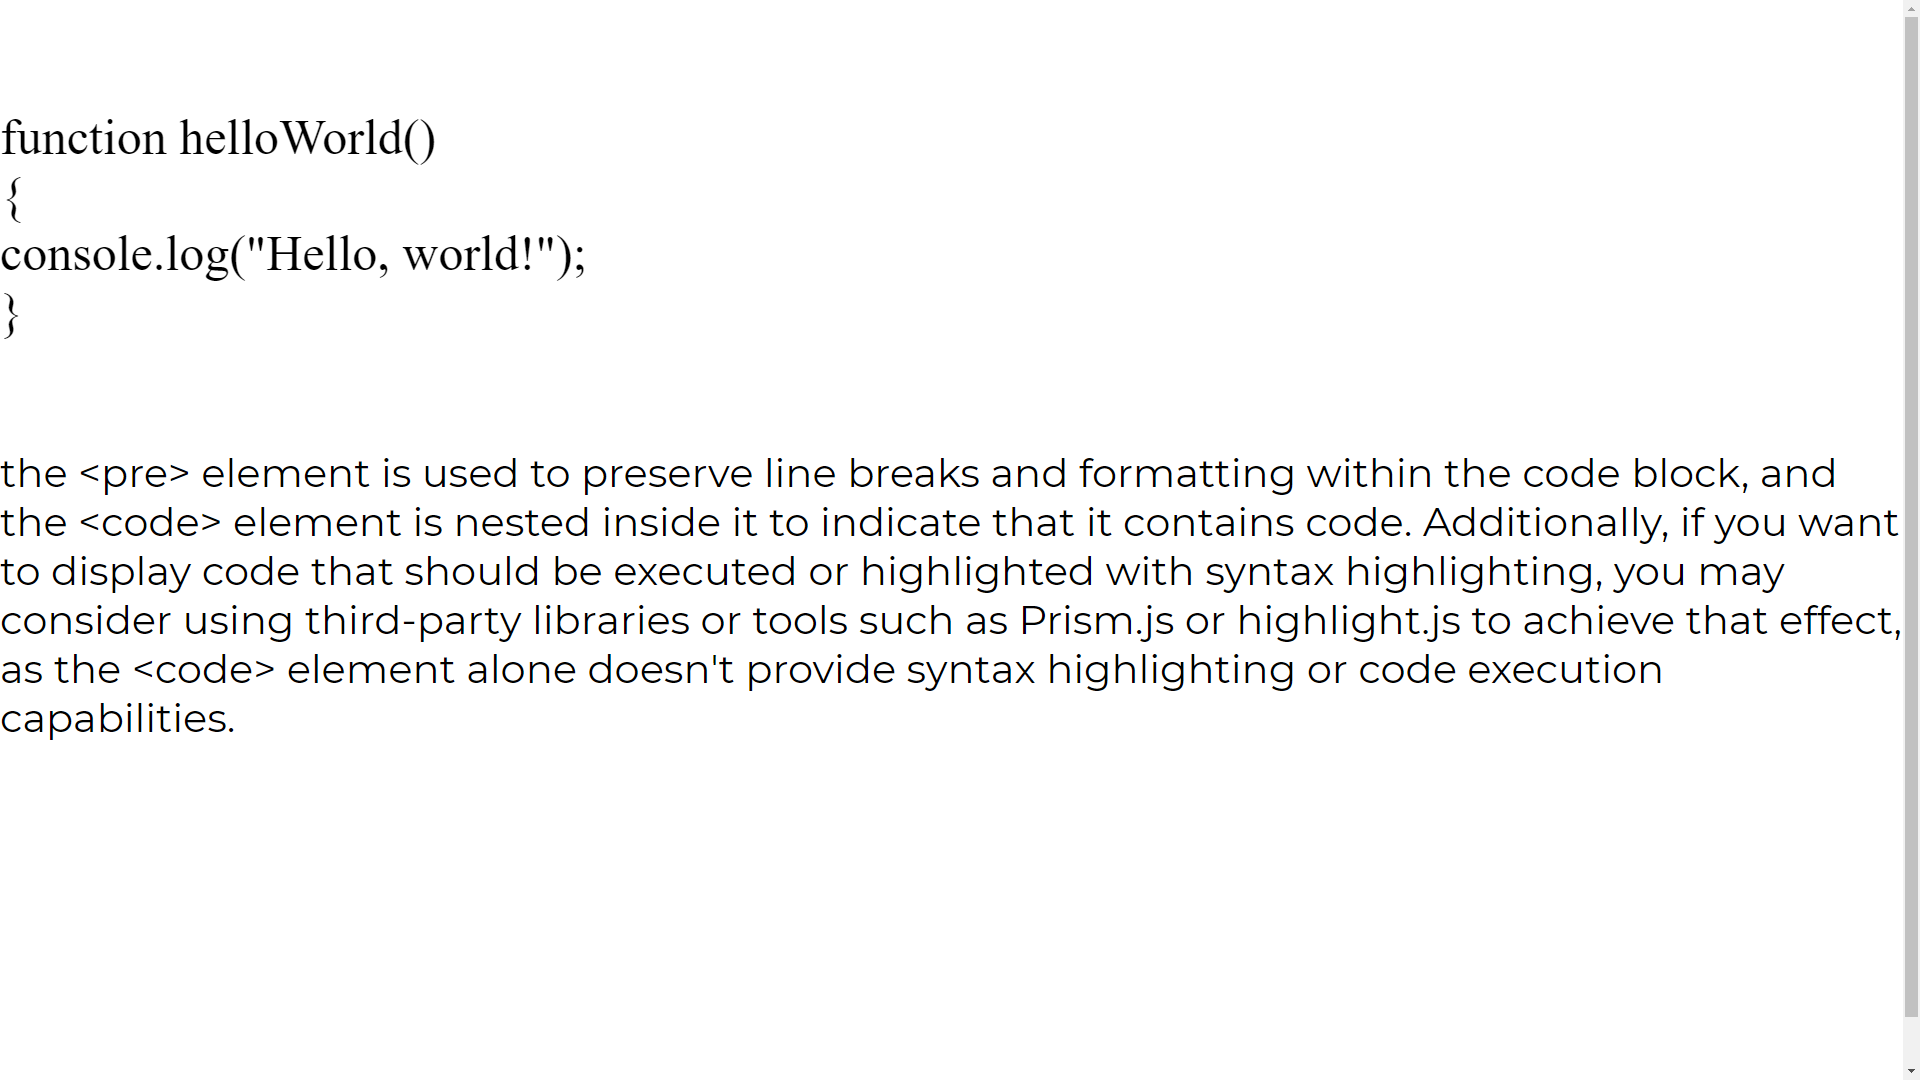 function helloWorld()
{
console.log("Hello, world!");
}
the <pre> element is used to preserve line breaks and formatting within the code block, and
the <code> element is nested inside it to indicate that it contains code. Additionally, if you want
to display code that should be executed or highlighted with syntax highlighting, you may
consider using third-party libraries or tools such as Prism.js or highlight.js to achieve that effect,
as the <code> element alone doesn't provide syntax highlighting or code execution
capabilities.